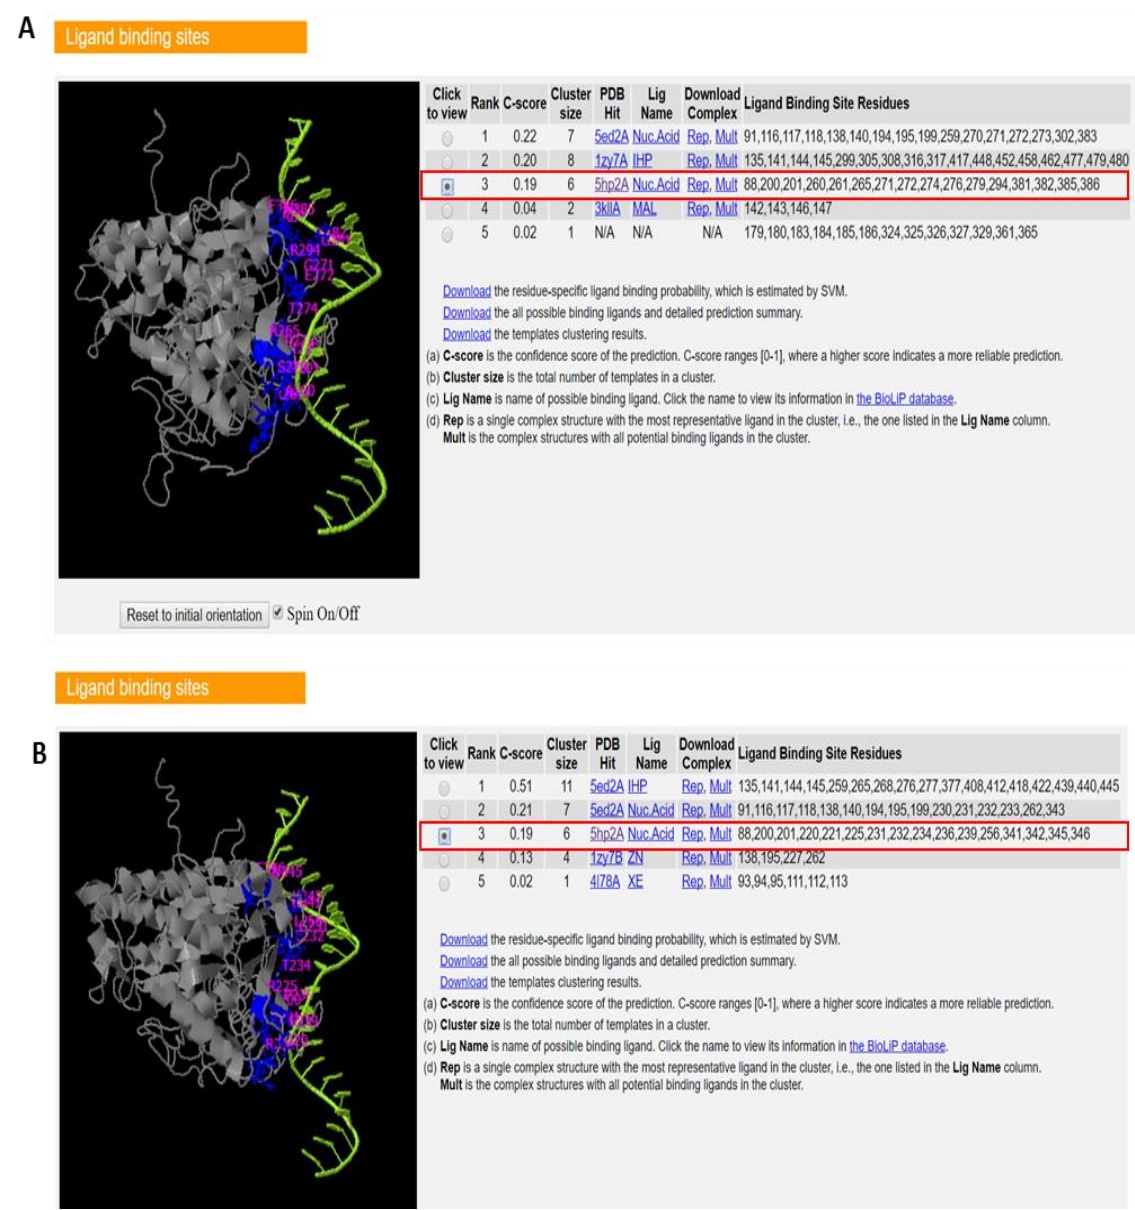 A
Ligand binding sites
Click to view Rank C-score Cluster size PDB Hit Lig Name Download Complex Ligand Binding Site Residues
1 0.22 7 5ed2A Nuc.Acid Rep, Mult 91,116,117,118,138,140,194,195,199,259,270,271,272,273,302,383
2 0.20 8 1zy7A IHP Rep, Mult 135,141,144,145,299,305,308,316,317,417,448,452,458,462,477,479,480
3 0.19 6 5hp2A Nuc.Acid Rep, Mult 88,200,201,260,261,265,271,272,274,276,279,294,381,382,385,386
4 0.04 2 3kllA MAL Rep, Mult 142,143,146,147
5 0.02 1 N/A N/A N/A 179,180,183,184,185,186,324,325,326,327,329,361,365
R294
G271
E272
T274
R265
Download the residue-specific ligand binding probability, which is estimated by SVM.
Download the all possible binding ligands and detailed prediction summary.
Download the templates clustering results.
(a) C-score is the confidence score of the prediction. C-score ranges [0-1], where a higher score indicates a more reliable prediction.
(b) Cluster size is the total number of templates in a cluster.
(c) Lig Name is name of possible binding ligand. Click the name to view its information in the BioLiP database.
(d) Rep is a single complex structure with the most representative ligand in the cluster, i.e., the one listed in the Lig Name column.
Mult is the complex structures with all potential binding ligands in the cluster.
Reset to initial orientation Spin On/Off
Ligand binding sites
B
Click to view Rank C-score Cluster size PDB Hit Lig Name Download Complex Ligand Binding Site Residues
1 0.51 11 5ed2A IHP Rep, Mult 135,141,144,145,259,265,268,276,277,377,408,412,418,422,439,440,445
2 0.21 7 5ed2A Nuc.Acid Rep, Mult 91,116,117,118,138,140,194,195,199,230,231,232,233,262,343
3 0.19 6 5hp2A Nuc.Acid Rep, Mult 88,200,201,220,221,225,231,232,234,236,239,256,341,342,345,346
4 0.13 4 1zy7B ZN Rep, Mult 138,195,227,262
5 0.02 1 4l78A XE Rep, Mult 93,94,95,111,112,113
T234
R225
Download the residue-specific ligand binding probability, which is estimated by SVM.
Download the all possible binding ligands and detailed prediction summary.
Download the templates clustering results.
(a) C-score is the confidence score of the prediction. C-score ranges [0-1], where a higher score indicates a more reliable prediction.
(b) Cluster size is the total number of templates in a cluster.
(c) Lig Name is name of possible binding ligand. Click the name to view its information in the BioLiP database.
(d) Rep is a single complex structure with the most representative ligand in the cluster, i.e., the one listed in the Lig Name column.
Mult is the complex structures with all potential binding ligands in the cluster.